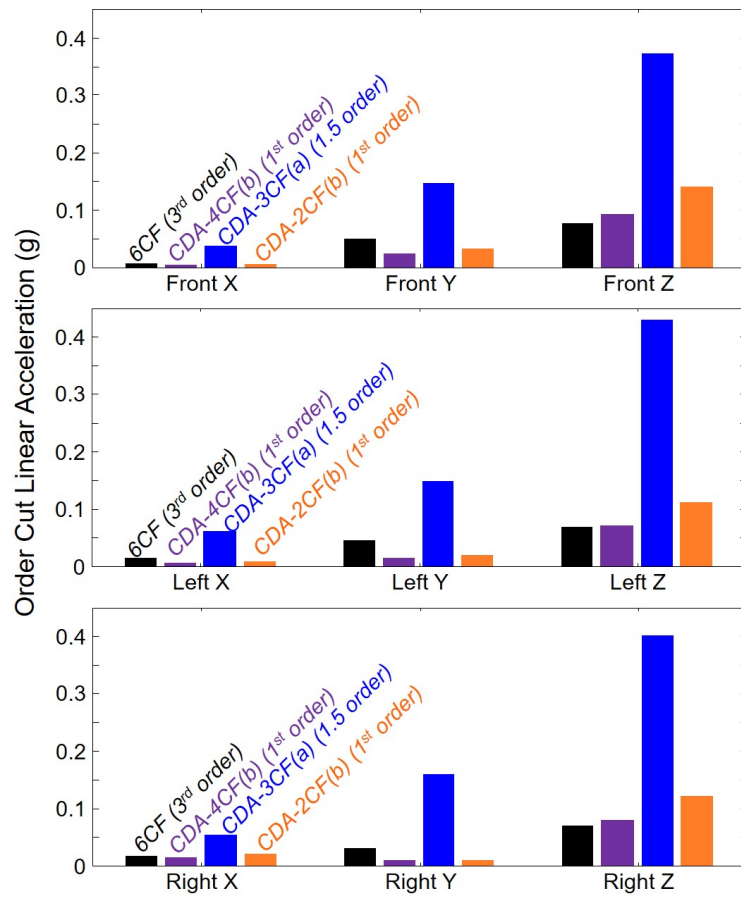 Order Cut Linear Acceleration (g)
0.4
0.3
0.2
0.1
0
6CF (3rd order)
CDA-4CF(b) (1st order)
CDA-3CF(a) (1.5 order)
CDA-2CF(b) (1st order)
Front X
Front Y
Front Z
0.4
0.3
0.2
0.1
0
6CF (3rd order)
CDA-4CF(b) (1st order)
CDA-3CF(a) (1.5 order)
CDA-2CF(b) (1st order)
Left X
Left Y
Left Z
0.4
0.3
0.2
0.1
0
6CF (3rd order)
CDA-4CF(b) (1st order)
CDA-3CF(a) (1.5 order)
CDA-2CF(b) (1st order)
Right X
Right Y
Right Z